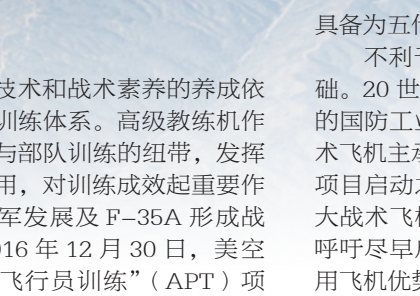 技术和战术素养的养成依
训练体系。高级教练机作
与部队训练的纽带，发挥
用，对训练成效起重要作
军发展及 F-35A 形成战
16 年 12 月 30 日，美空
飞行员训练”（APT）项
具备为五代
不利于
础。20 世
的国防工业
术飞机主承
项目启动
大战术飞机
呼吁尽早
用飞机优势